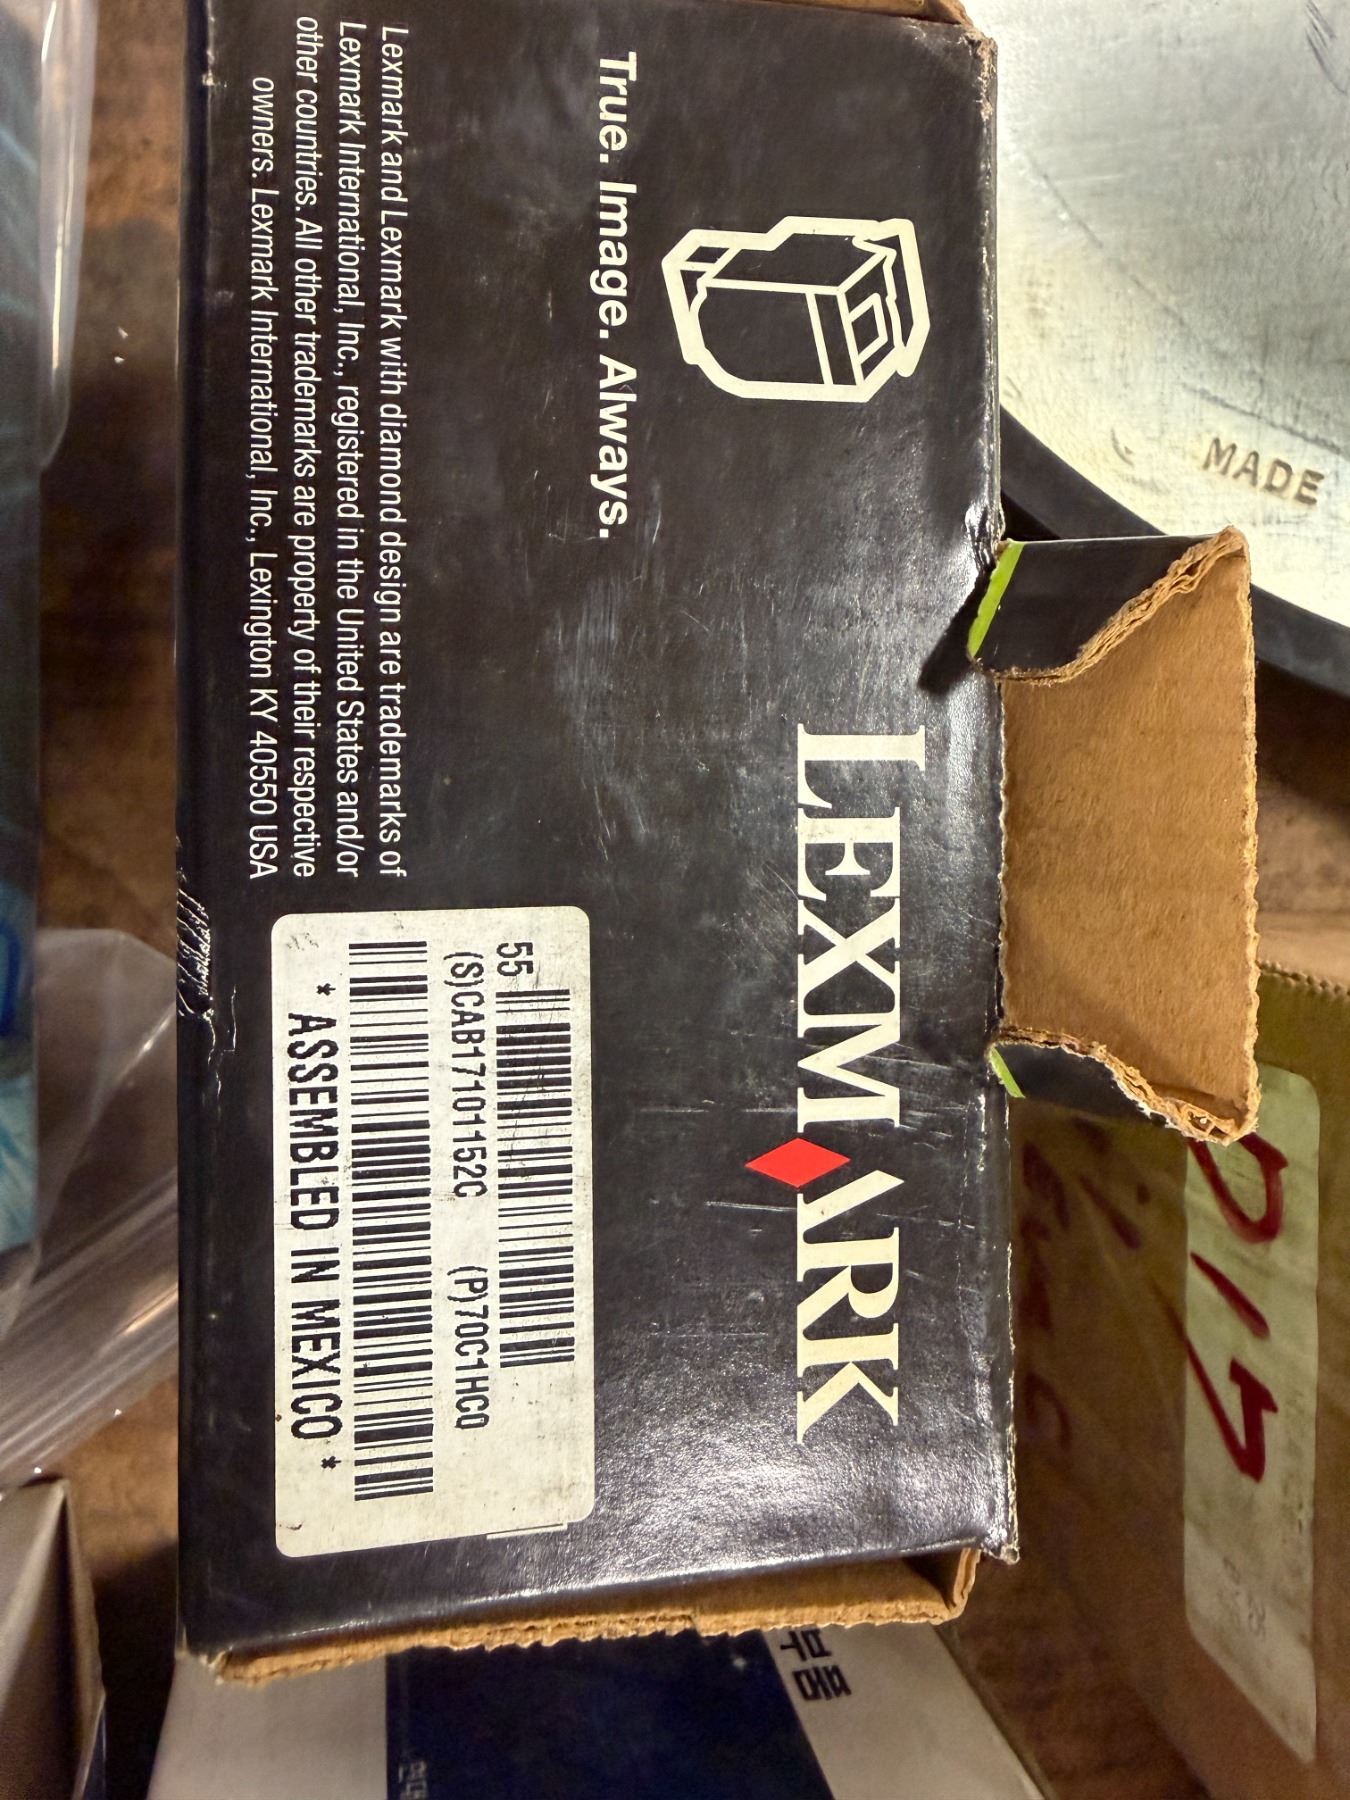 LEXMARK
True. Image. Always.
Lexmark and Lexmark with diamond design are trademarks of
Lexmark International, Inc., registered in the United States and/or
other countries. All other trademarks are property of their respective
owners. Lexmark International, Inc., Lexington KY 40550 USA
55
(S)CAB17101152C (P)70C1HC0
* ASSEMBLED IN MEXICO *
MADE